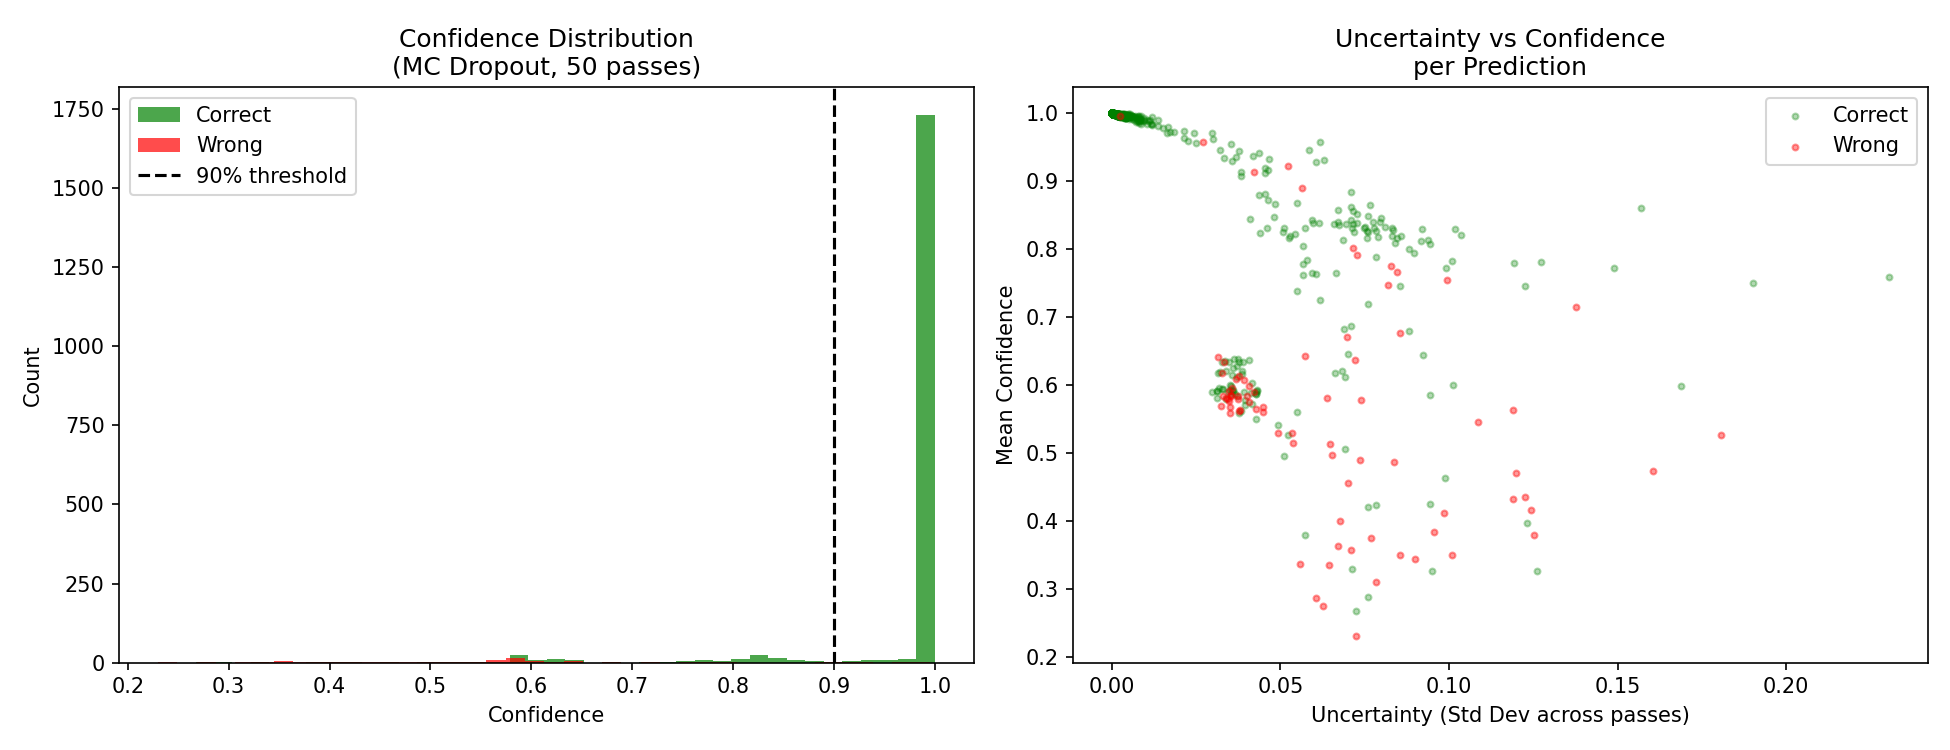 Confidence Distribution
(MC Dropout, 50 passes)
Correct
Wrong
90% threshold
1750
1500
1250
1000
750
500
250
0
Count
0.2 0.3 0.4 0.5 0.6 0.7 0.8 0.9 1.0
Confidence
Uncertainty vs Confidence
per Prediction
Correct
Wrong
1.0
0.9
0.8
0.7
0.6
0.5
0.4
0.3
0.2
Mean Confidence
0.00 0.05 0.10 0.15 0.20
Uncertainty (Std Dev across passes)